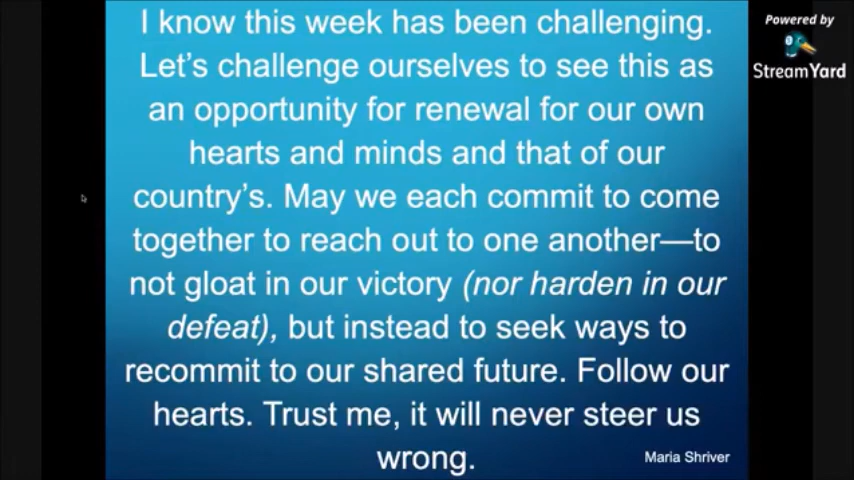 I know this week has been challenging.
Let’s challenge ourselves to see this as
an opportunity for renewal for our own
hearts and minds and that of our
country’s. May we each commit to come
together to reach out to one another—to
not gloat in our victory (nor harden in our
defeat), but instead to seek ways to
recommit to our shared future. Follow our
hearts. Trust me, it will never steer us
wrong.
Maria Shriver
Powered by
StreamYard